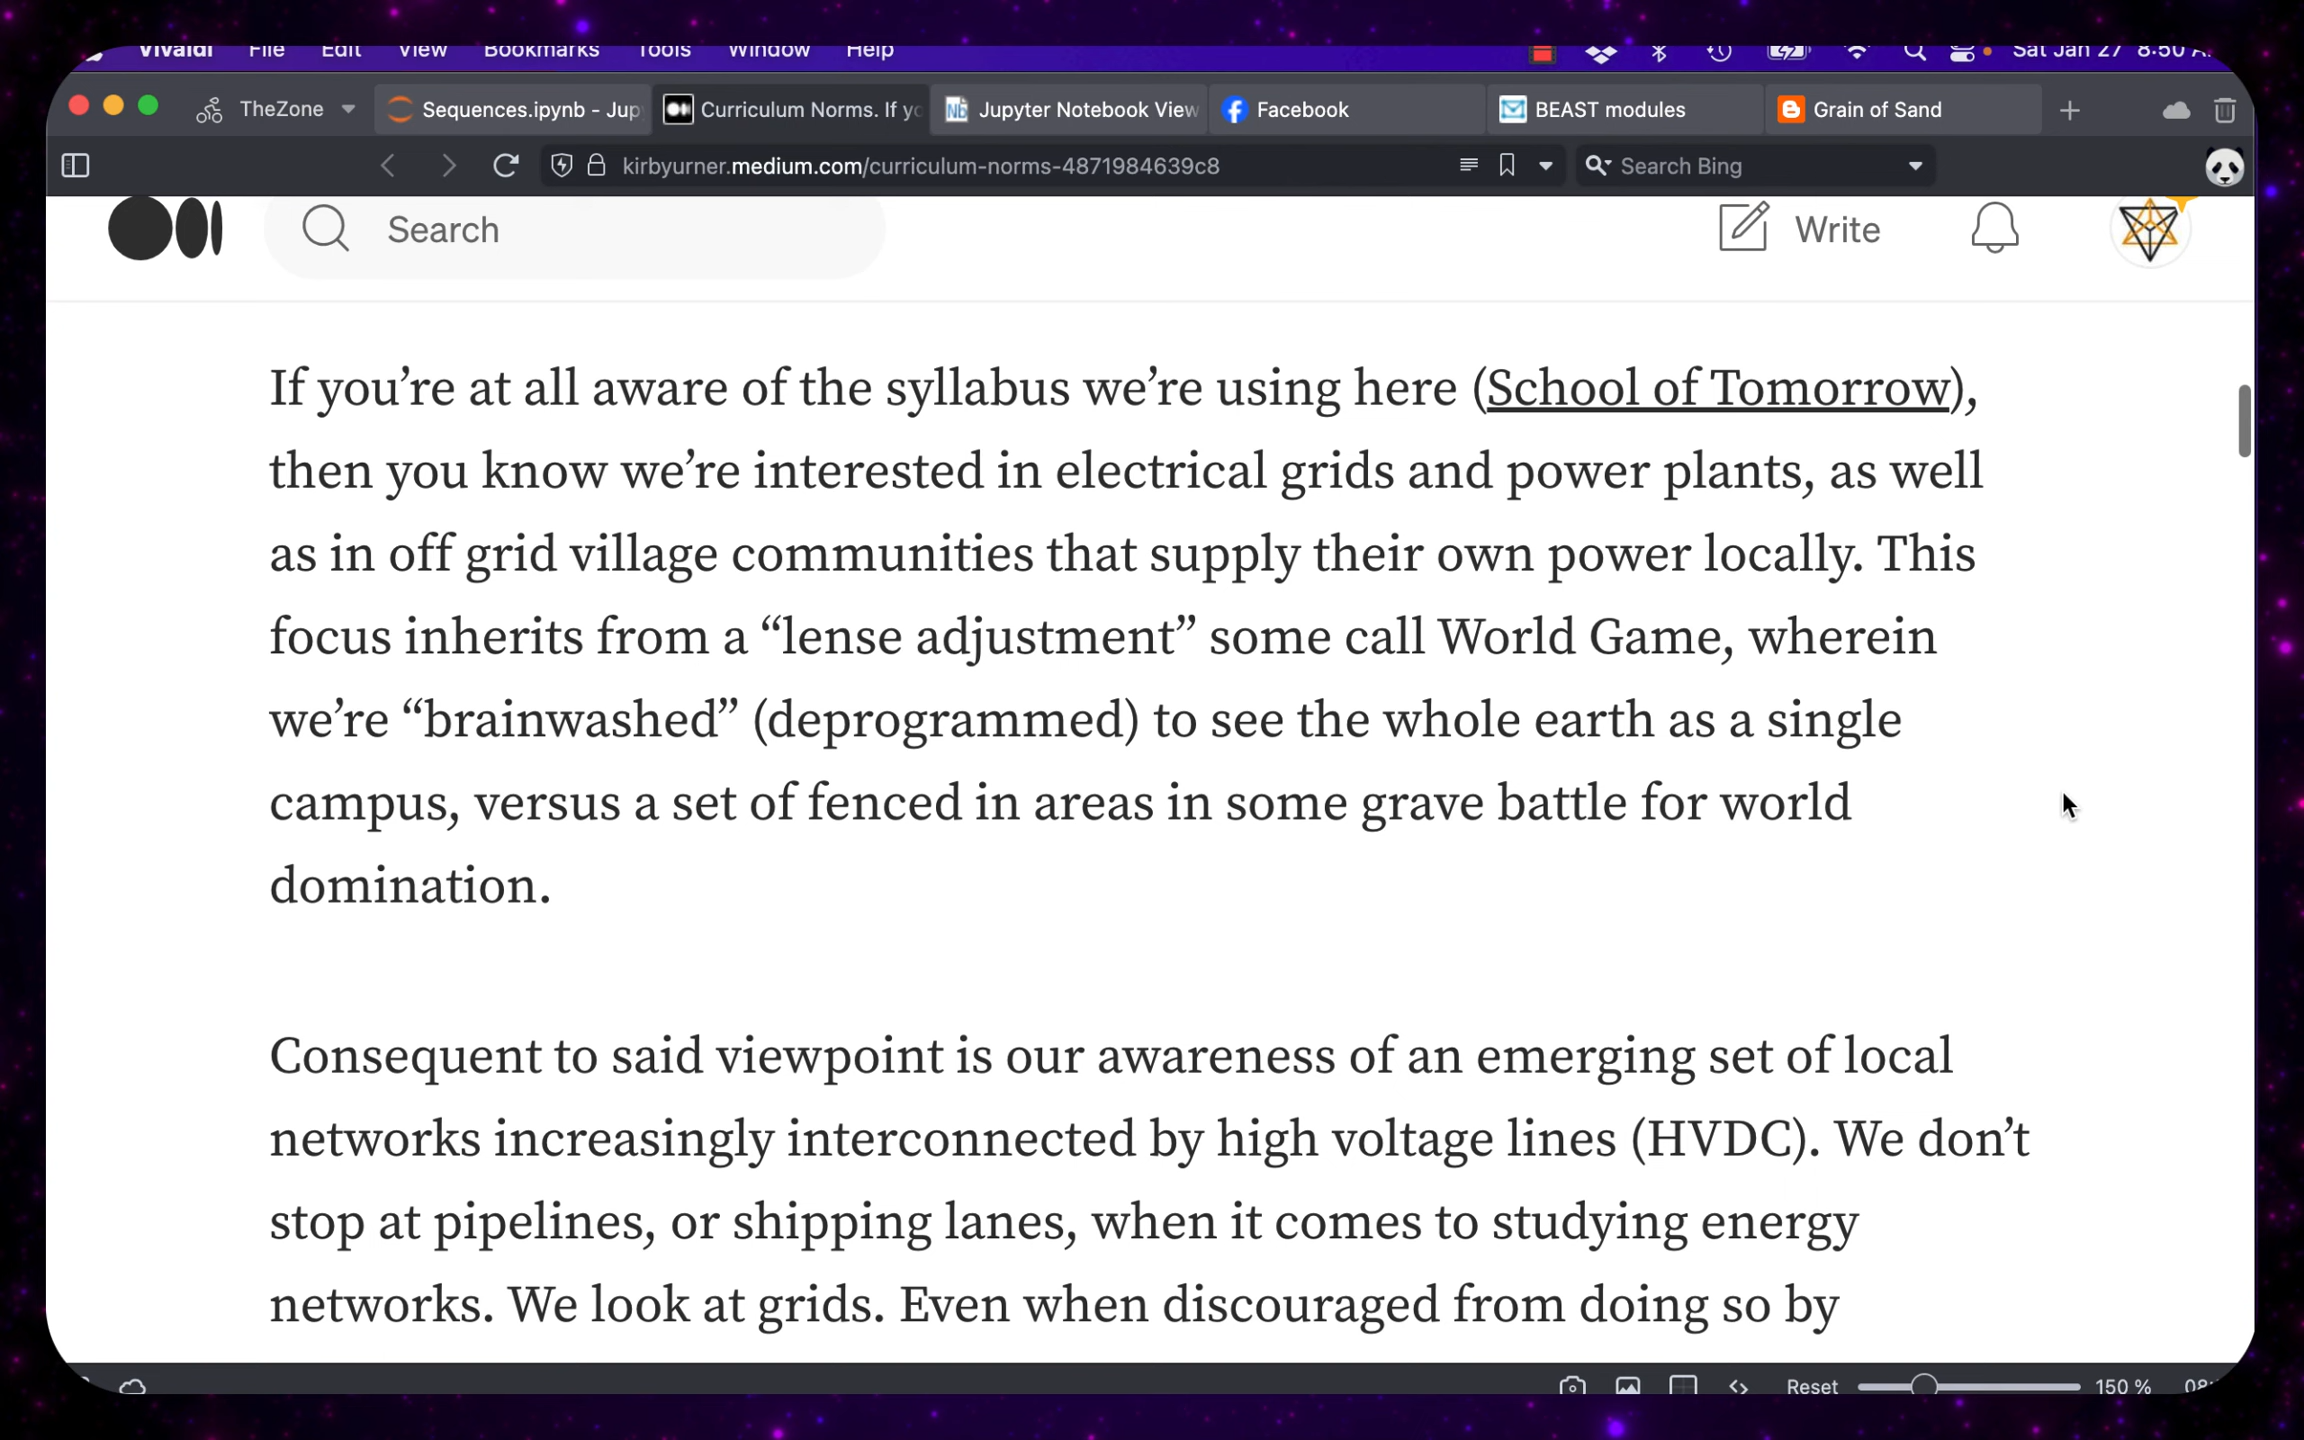 Vivaldi File Edit View Bookmarks Tools Window Help Sat Jan 27 8:50
TheZone Sequences.ipynb - Jup Curriculum Norms. If yo Jupyter Notebook View Facebook BEAST modules Grain of Sand
kirbyurner.medium.com/curriculum-norms-4871984639c8 Search Bing
Search Write
If you’re at all aware of the syllabus we’re using here (School of Tomorrow),
then you know we’re interested in electrical grids and power plants, as well
as in off grid village communities that supply their own power locally. This
focus inherits from a “lense adjustment” some call World Game, wherein
we’re “brainwashed” (deprogrammed) to see the whole earth as a single
campus, versus a set of fenced in areas in some grave battle for world
domination.
Consequent to said viewpoint is our awareness of an emerging set of local
networks increasingly interconnected by high voltage lines (HVDC). We don’t
stop at pipelines, or shipping lanes, when it comes to studying energy
networks. We look at grids. Even when discouraged from doing so by
Reset 150 %